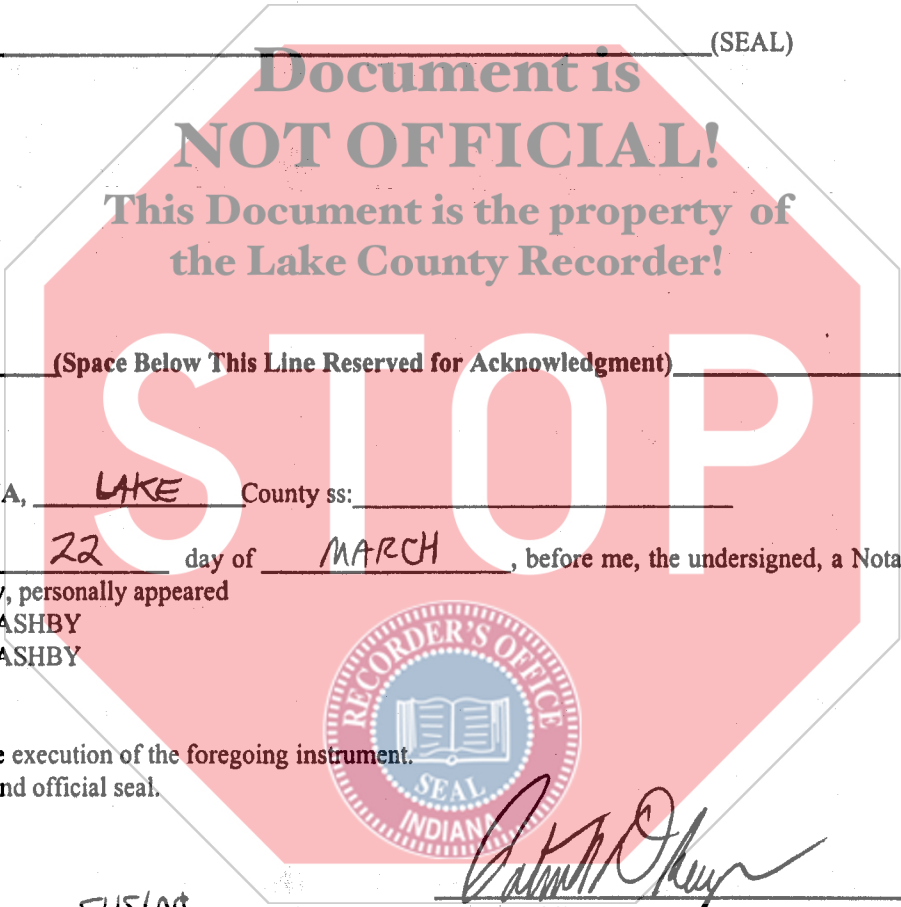 (SEAL)
Document is
NOT OFFICIAL!
This Document is the property of
the Lake County Recorder!
STOP
(Space Below This Line Reserved for Acknowledgment)
A, LAKE County ss:
22 day of MARCH, before me, the undersigned, a Nota
, personally appeared
ASHBY
ASHBY
RECORDER'S OFFICE
SEAL
INDIANA
e execution of the foregoing instrument.
nd official seal.